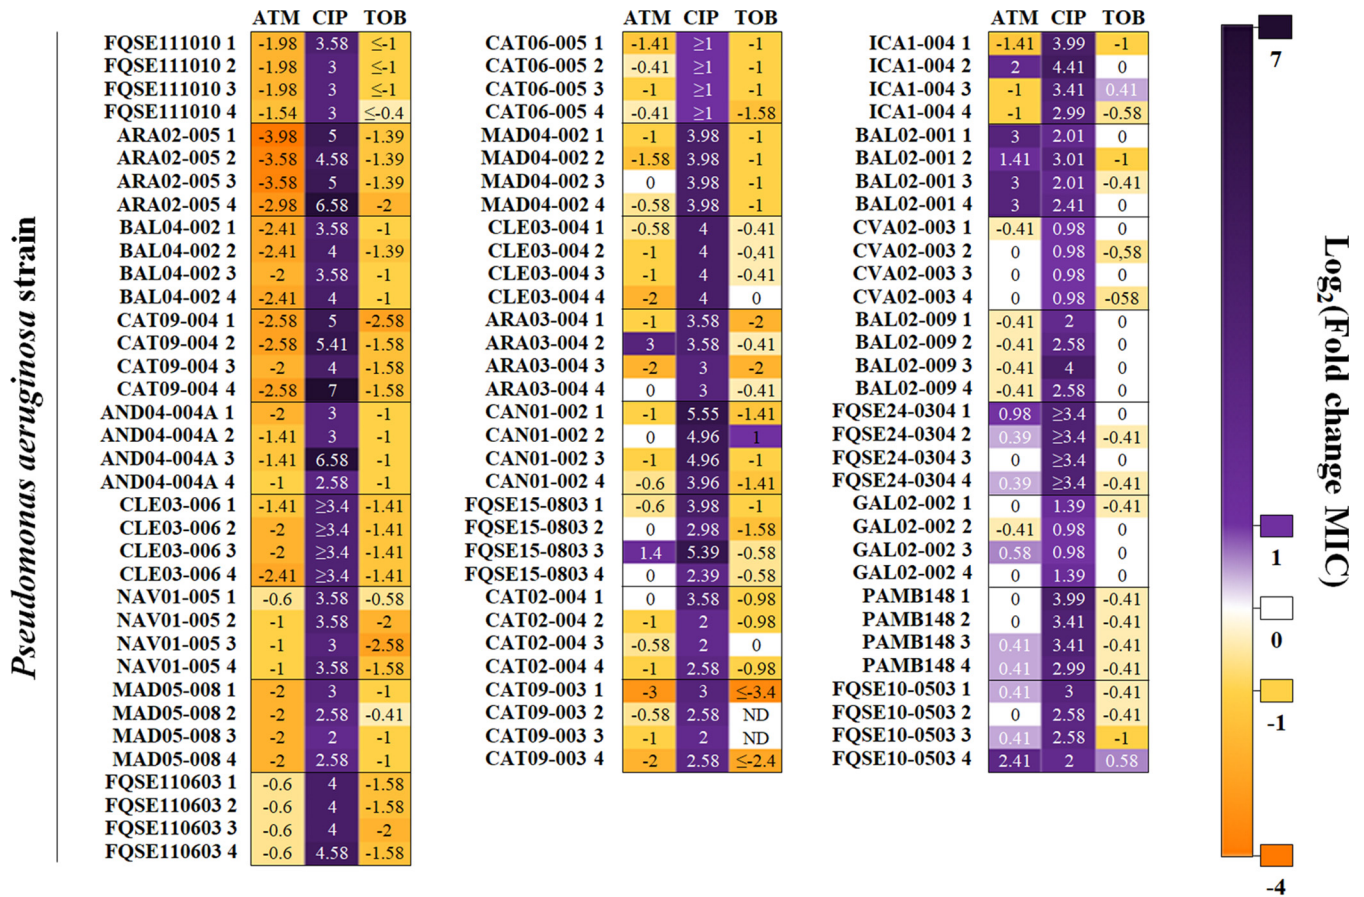 ATM CIP TOB
FQSE111010 1 -1.98 3.58 ≤-1
FQSE111010 2 -1.98 3 ≤-1
FQSE111010 3 -1.98 3 ≤-1
FQSE111010 4 -1.54 3 ≤-0.4
ARA02-005 1 -3.98 5 -1.39
ARA02-005 2 -3.58 4.58 -1.39
ARA02-005 3 -3.58 5 -1.39
ARA02-005 4 -2.98 6.58 -2
BAL04-002 1 -2.41 3.58 -1
BAL04-002 2 -2.41 4 -1.39
BAL04-002 3 -2 3.58 -1
BAL04-002 4 -2.41 4 -1
CAT09-004 1 -2.58 5 -2.58
CAT09-004 2 -2.58 5.41 -1.58
CAT09-004 3 -2 4 -1.58
CAT09-004 4 -2.58 7 -1.58
AND04-004A 1 -2 3 -1
AND04-004A 2 -1.41 3 -1
AND04-004A 3 -1.41 6.58 -1
AND04-004A 4 -1 2.58 -1
CLE03-006 1 -1.41 ≥3.4 -1.41
CLE03-006 2 -2 ≥3.4 -1.41
CLE03-006 3 -2 ≥3.4 -1.41
CLE03-006 4 -2.41 ≥3.4 -1.41
NAV01-005 1 -0.6 3.58 -0.58
NAV01-005 2 -1 3.58 -2
NAV01-005 3 -1 3 -2.58
NAV01-005 4 -1 3.58 -1.58
MAD05-008 1 -2 3 -1
MAD05-008 2 -2 2.58 -0.41
MAD05-008 3 -2 2 -1
MAD05-008 4 -2 2.58 -1
FQSE110603 1 -0.6 4 -1.58
FQSE110603 2 -0.6 4 -1.58
FQSE110603 3 -0.6 4 -2
FQSE110603 4 -0.6 4.58 -1.58
Pseudomonas aeruginosa strain
ATM CIP TOB
CAT06-005 1 -1.41 ≥1 -1
CAT06-005 2 -0.41 ≥1 -1
CAT06-005 3 -1 ≥1 -1
CAT06-005 4 -0.41 ≥1 -1.58
MAD04-002 1 -1 3.98 -1
MAD04-002 2 -1.58 3.98 -1
MAD04-002 3 0 3.98 -1
MAD04-002 4 -0.58 3.98 -1
CLE03-004 1 -0.58 4 -0.41
CLE03-004 2 -1 4 -0,41
CLE03-004 3 -1 4 -0.41
CLE03-004 4 -2 4 0
ARA03-004 1 -1 3.58 -2
ARA03-004 2 3 3.58 -0.41
ARA03-004 3 -2 3 -2
ARA03-004 4 0 3 -0.41
CAN01-002 1 -1 5.55 -1.41
CAN01-002 2 0 4.96 1
CAN01-002 3 -1 4.96 -1
CAN01-002 4 -0.6 3.96 -1.41
FQSE15-0803 1 -0.6 3.98 -1
FQSE15-0803 2 0 2.98 -1.58
FQSE15-0803 3 1.4 5.39 -0.58
FQSE15-0803 4 0 2.39 -0.58
CAT02-004 1 0 3.58 -0.98
CAT02-004 2 -1 2 -0.98
CAT02-004 3 -0.58 2 0
CAT02-004 4 -1 2.58 -0.98
CAT09-003 1 -3 3 ≤-3.4
CAT09-003 2 -0.58 2.58 ND
CAT09-003 3 -1 2 ND
CAT09-003 4 -2 2.58 ≤-2.4
ATM CIP TOB
ICA1-004 1 -1.41 3.99 -1
ICA1-004 2 2 4.41 0
ICA1-004 3 -1 3.41 0.41
ICA1-004 4 -1 2.99 -0.58
BAL02-001 1 3 2.01 0
BAL02-001 2 1.41 3.01 -1
BAL02-001 3 3 2.01 -0.41
BAL02-001 4 3 2.41 0
CVA02-003 1 -0.41 0.98 0
CVA02-003 2 0 0.98 -0,58
CVA02-003 3 0 0.98 0
CVA02-003 4 0 0.98 -058
BAL02-009 1 -0.41 2 0
BAL02-009 2 -0.41 2.58 0
BAL02-009 3 -0.41 4 0
BAL02-009 4 -0.41 2.58 0
FQSE24-0304 1 0.98 ≥3.4 0
FQSE24-0304 2 0.39 ≥3.4 -0.41
FQSE24-0304 3 0 ≥3.4 0
FQSE24-0304 4 0.39 ≥3.4 -0.41
GAL02-002 1 0 1.39 -0.41
GAL02-002 2 -0.41 0.98 0
GAL02-002 3 0.58 0.98 0
GAL02-002 4 0 1.39 0
PAMB148 1 0 3.99 -0.41
PAMB148 2 0 3.41 -0.41
PAMB148 3 0.41 3.41 -0.41
PAMB148 4 0.41 2.99 -0.41
FQSE10-0503 1 0.41 3 -0.41
FQSE10-0503 2 0 2.58 -0.41
FQSE10-0503 3 0.41 2.58 -1
FQSE10-0503 4 2.41 2 0.58
7
1
0
-1
-4
Log₂(Fold change MIC)